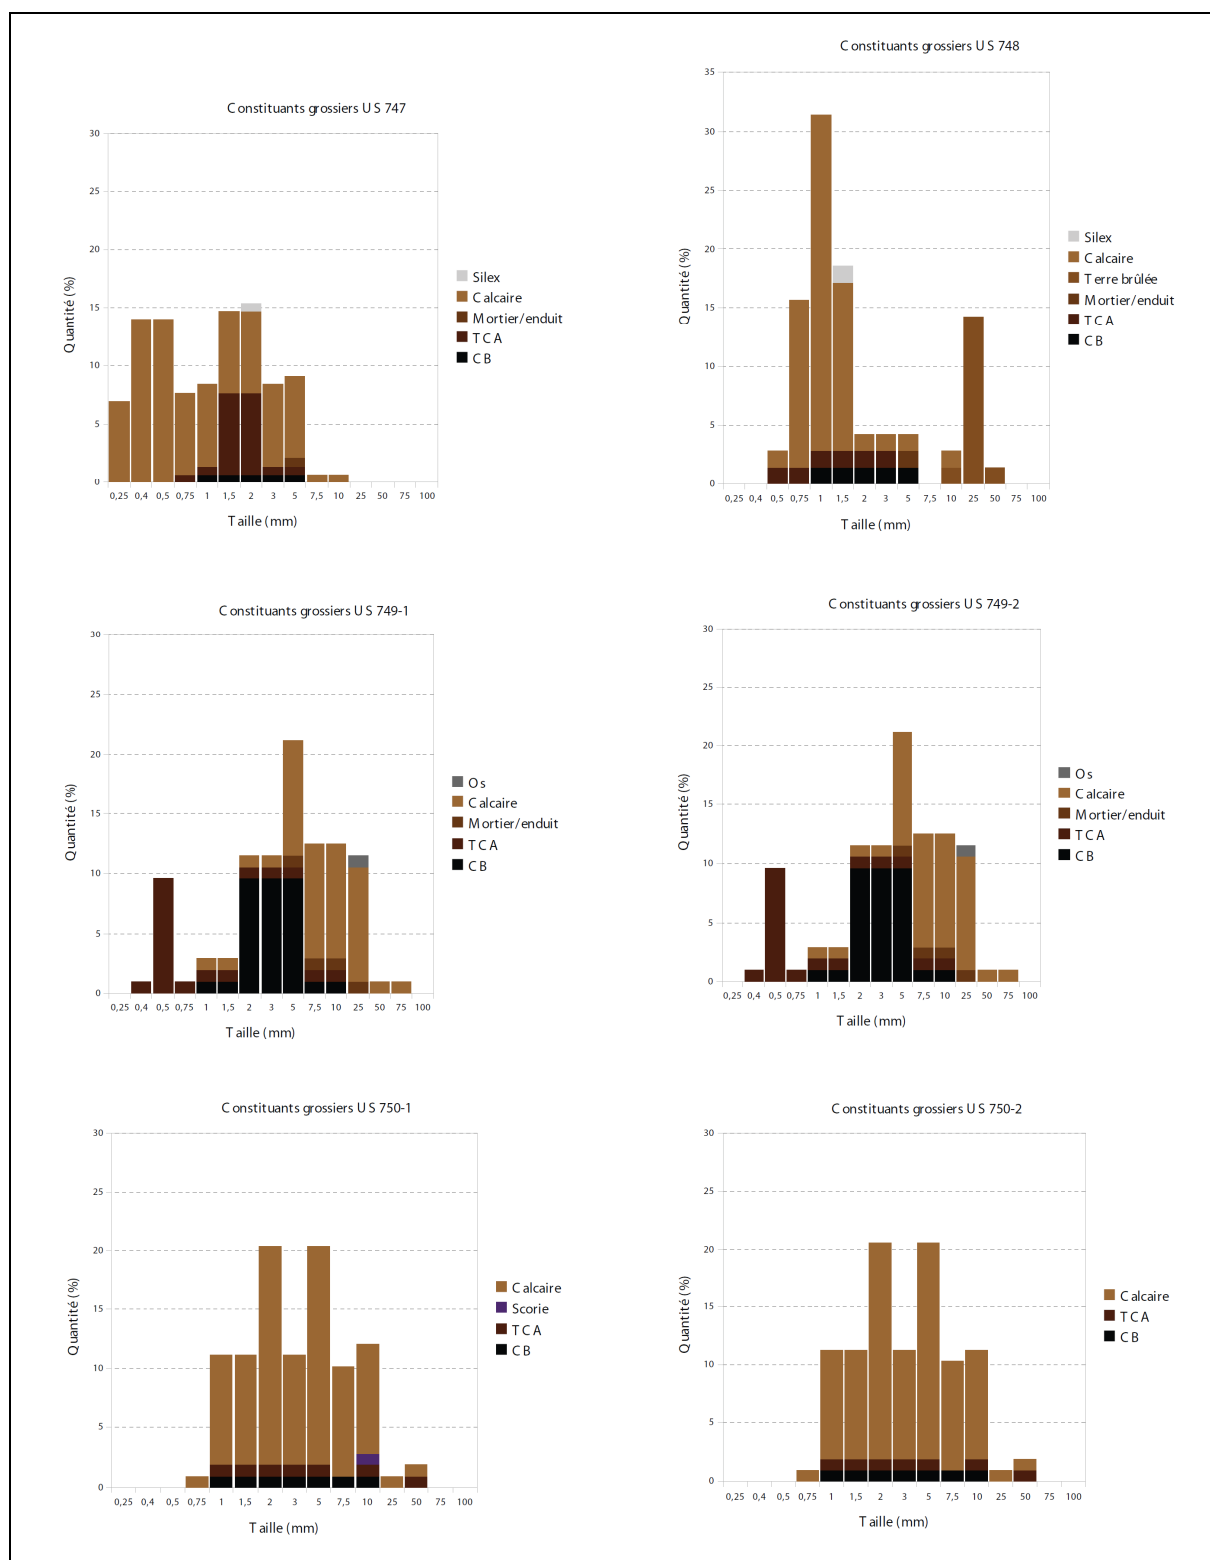 Constituants grossiers US 747
Quantité (%)
30
25
20
15
10
5
0
0,25 0,4 0,5 0,75 1 1,5 2 3 5 7,5 10 25 50 75 100
Taille (mm)
Silex
Calcaire
Mortier/enduit
TCA
CB
Constituants grossiers US 748
Quantité (%)
35
30
25
20
15
10
5
0
0,25 0,4 0,5 0,75 1 1,5 2 3 5 7,5 10 25 50 75 100
Taille (mm)
Silex
Calcaire
Terre brûlée
Mortier/enduit
TCA
CB
Constituants grossiers US 749-1
Quantité (%)
30
25
20
15
10
5
0
0,25 0,4 0,5 0,75 1 1,5 2 3 5 7,5 10 25 50 75 100
Taille (mm)
Os
Calcaire
Mortier/enduit
TCA
CB
Constituants grossiers US 749-2
Quantité (%)
30
25
20
15
10
5
0
0,25 0,4 0,5 0,75 1 1,5 2 3 5 7,5 10 25 50 75 100
Taille (mm)
Os
Calcaire
Mortier/enduit
TCA
CB
Constituants grossiers US 750-1
Quantité (%)
30
25
20
15
10
5
0
0,25 0,4 0,5 0,75 1 1,5 2 3 5 7,5 10 25 50 75 100
Taille (mm)
Calcaire
Scorie
TCA
CB
Constituants grossiers US 750-2
Quantité (%)
30
25
20
15
10
5
0
0,25 0,4 0,5 0,75 1 1,5 2 3 5 7,5 10 25 50 75 100
Taille (mm)
Calcaire
TCA
CB